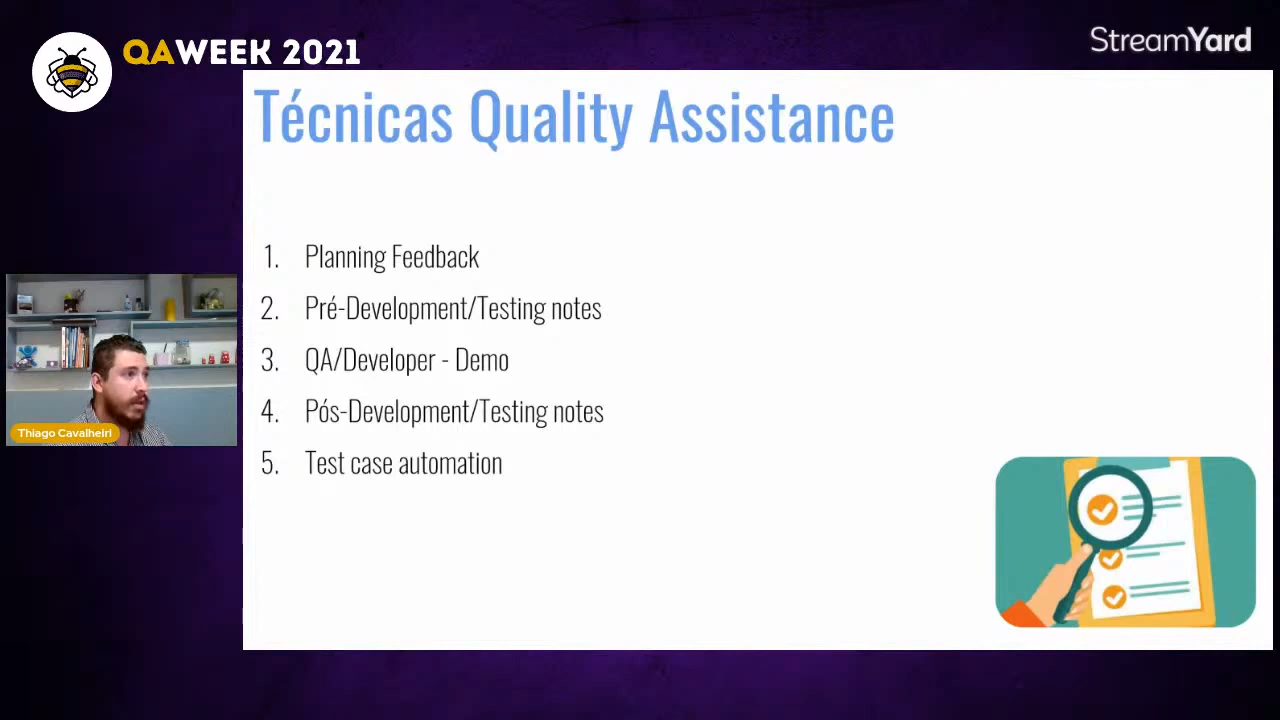 QAWEEK 2021
StreamYard
Técnicas Quality Assistance
1. Planning Feedback
2. Pré-Development/Testing notes
3. QA/Developer - Demo
4. Pós-Development/Testing notes
5. Test case automation
Thiago Cavalheiri